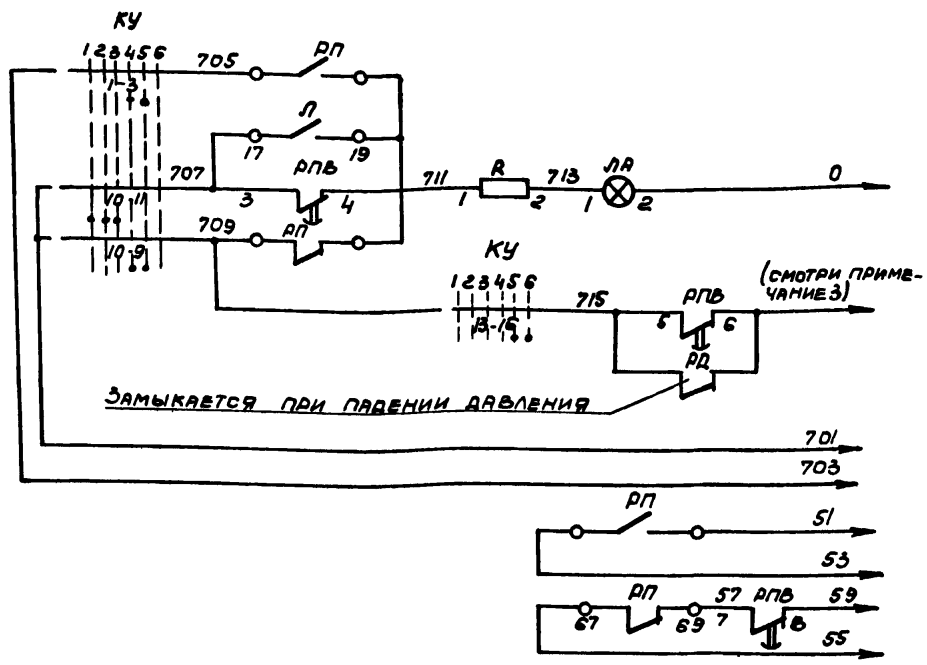 КУ
1 2 3 4 5 6
705
РП
1-3
Л
17
19
707
РПВ
3
4
711
R
1
2
713
ЛА
1
2
0
10-11
709
РП
10-9
КУ
1 2 3 4 5 6
13-16
715
РПВ
5
6
(СМОТРИ ПРИМЕ-
ЧАНИЕ 3)
РД
ЗАМЫКАЕТСЯ ПРИ ПАДЕНИИ ДАВЛЕНИЯ
701
703
РП
51
53
РП
67
69
57
7
РПВ
8
59
55